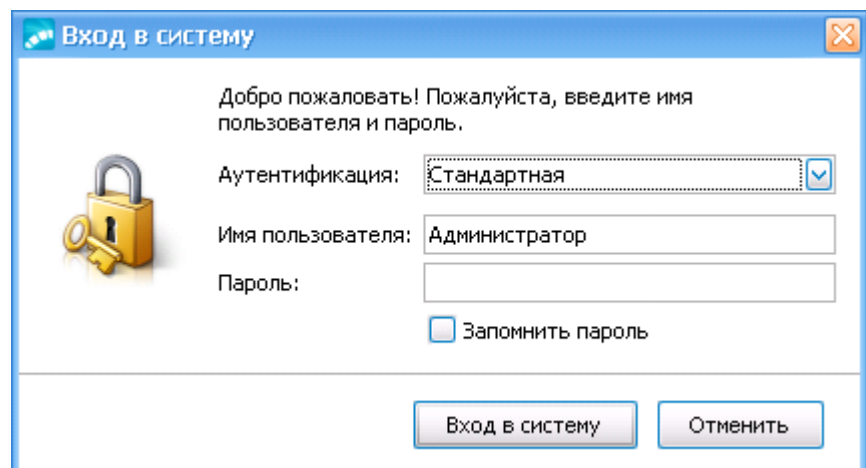 Вход в систему
Добро пожаловать! Пожалуйста, введите имя
пользователя и пароль.
Аутентификация: Стандартная
Имя пользователя: Администратор
Пароль:
Запомнить пароль
Вход в систему Отменить